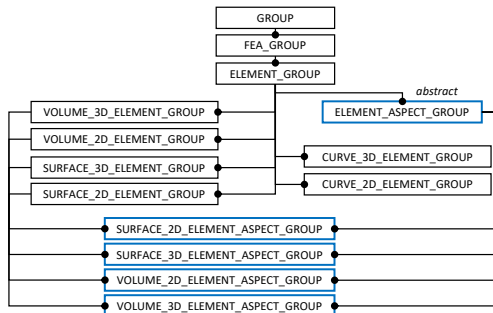 GROUP
FEA_GROUP
ELEMENT_GROUP
abstract
VOLUME_3D_ELEMENT_GROUP
ELEMENT_ASPECT_GROUP
VOLUME_2D_ELEMENT_GROUP
CURVE_3D_ELEMENT_GROUP
SURFACE_3D_ELEMENT_GROUP
CURVE_2D_ELEMENT_GROUP
SURFACE_2D_ELEMENT_GROUP
SURFACE_2D_ELEMENT_ASPECT_GROUP
SURFACE_3D_ELEMENT_ASPECT_GROUP
VOLUME_2D_ELEMENT_ASPECT_GROUP
VOLUME_3D_ELEMENT_ASPECT_GROUP